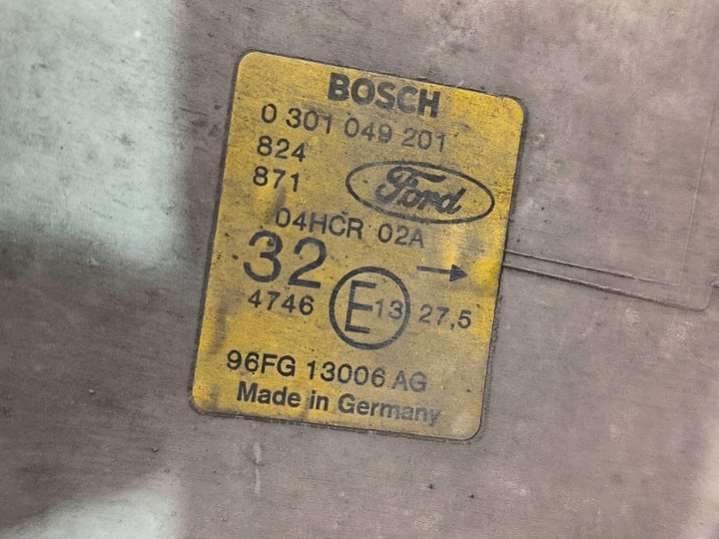 BOSCH
0 301 049 201
824
871
Ford
04HCR 02A
32
4746 E13 27,5
96FG 13006 AG
Made in Germany